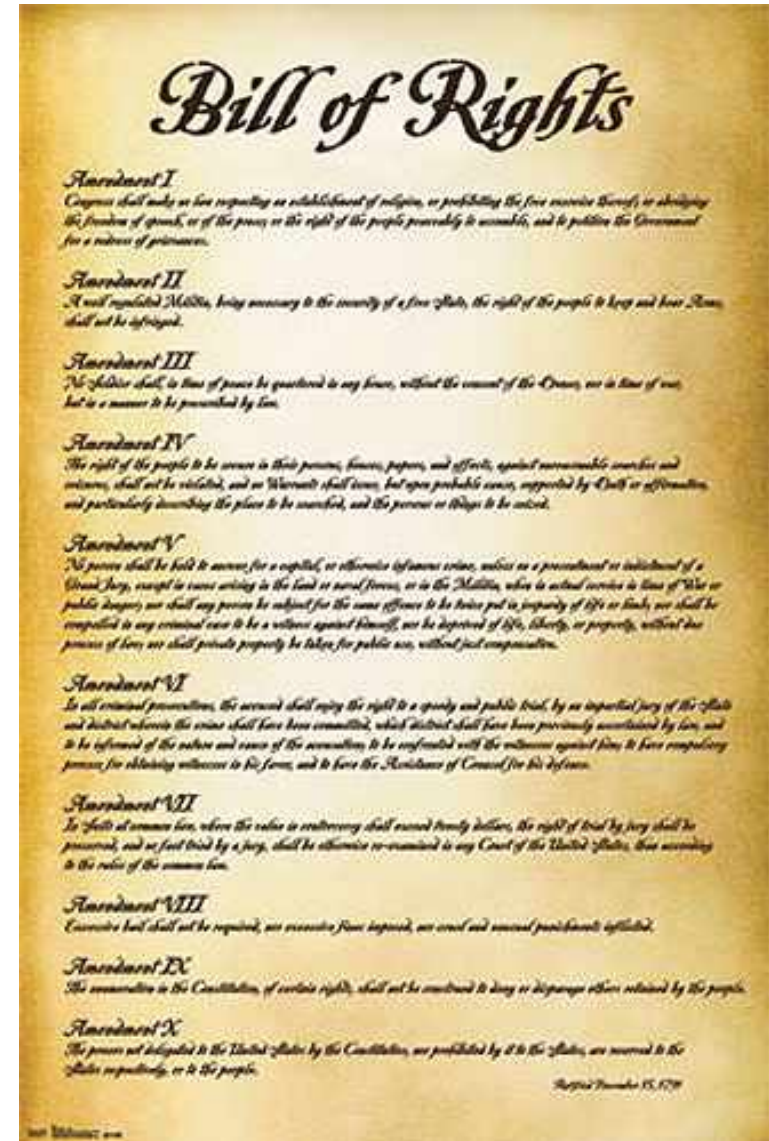 Bill of Rights
Amendment I
Congress shall make no law respecting an establishment of religion, or prohibiting the free exercise thereof; or abridging
the freedom of speech, or of the press; or the right of the people peaceably to assemble, and to petition the Government
for a redress of grievances.
Amendment II
A well regulated Militia, being necessary to the security of a free State, the right of the people to keep and bear Arms,
shall not be infringed.
Amendment III
No Soldier shall, in time of peace be quartered in any house, without the consent of the Owner, nor in time of war,
but in a manner to be prescribed by law.
Amendment IV
The right of the people to be secure in their persons, houses, papers, and effects, against unreasonable searches and
seizures, shall not be violated, and no Warrants shall issue, but upon probable cause, supported by Oath or affirmation,
and particularly describing the place to be searched, and the persons or things to be seized.
Amendment V
No person shall be held to answer for a capital, or otherwise infamous crime, unless on a presentment or indictment of a
Grand Jury, except in cases arising in the land or naval forces, or in the Militia, when in actual service in time of War or
public danger; nor shall any person be subject for the same offence to be twice put in jeopardy of life or limb; nor shall be
compelled in any criminal case to be a witness against himself, nor be deprived of life, liberty, or property, without due
process of law; nor shall private property be taken for public use, without just compensation.
Amendment VI
In all criminal prosecutions, the accused shall enjoy the right to a speedy and public trial, by an impartial jury of the State
and district wherein the crime shall have been committed, which district shall have been previously ascertained by law, and
to be informed of the nature and cause of the accusation; to be confronted with the witnesses against him; to have compulsory
process for obtaining witnesses in his favor, and to have the Assistance of Counsel for his defence.
Amendment VII
In Suits at common law, where the value in controversy shall exceed twenty dollars, the right of trial by jury shall be
preserved, and no fact tried by a jury, shall be otherwise re-examined in any Court of the United States, than according
to the rules of the common law.
Amendment VIII
Excessive bail shall not be required, nor excessive fines imposed, nor cruel and unusual punishments inflicted.
Amendment IX
The enumeration in the Constitution, of certain rights, shall not be construed to deny or disparage others retained by the people.
Amendment X
The powers not delegated to the United States by the Constitution, nor prohibited by it to the States, are reserved to the
States respectively, or to the people.
Ratified December 15, 1791